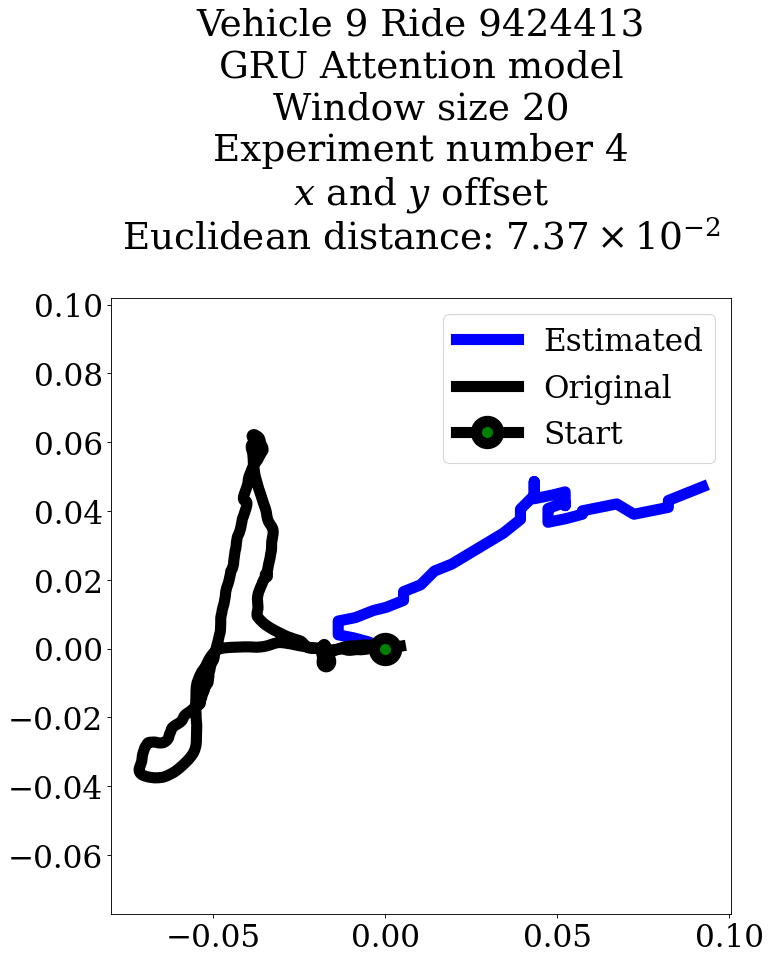 Vehicle 9 Ride 9424413
GRU Attention model
Window size 20
Experiment number 4
x and y offset
Euclidean distance: 7.37 × 10⁻²
Estimated
Original
Start
0.10
0.08
0.06
0.04
0.02
0.00
−0.02
−0.04
−0.06
−0.05 0.00 0.05 0.10